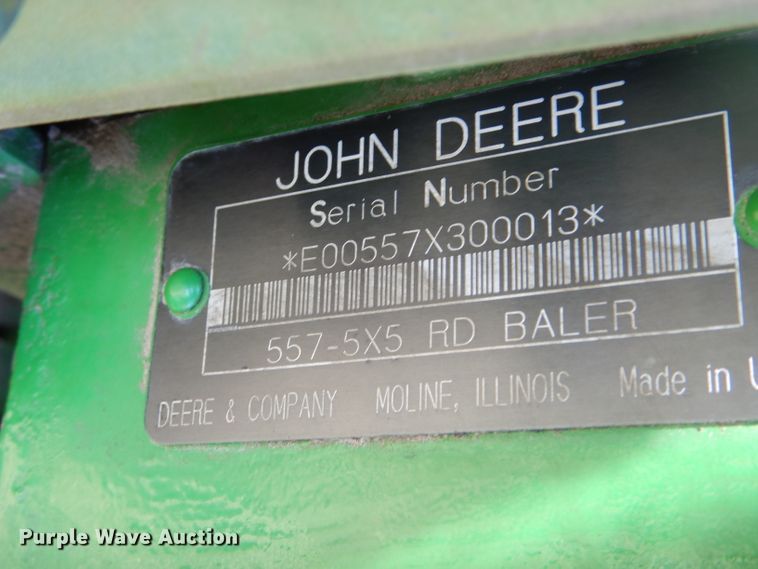 JOHN DEERE
Serial Number
*E00557X300013*
557-5X5 RD BALER
DEERE & COMPANY MOLINE, ILLINOIS Made in U
Purple Wave Auction